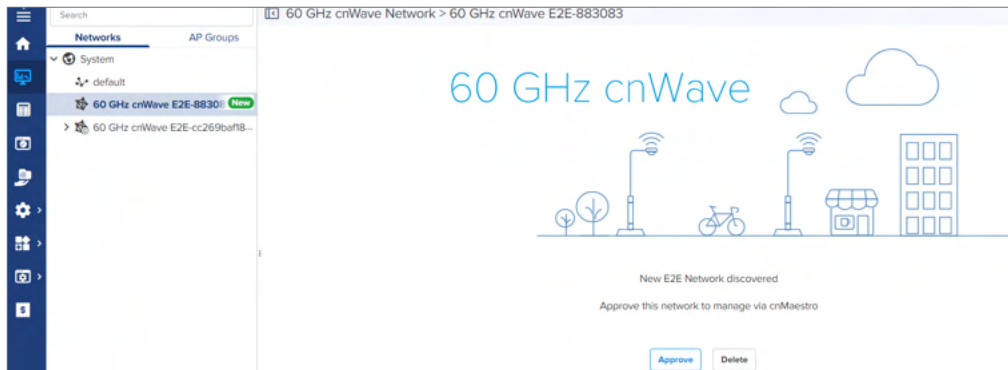 Search
60 GHz cnWave Network > 60 GHz cnWave E2E-883083
Networks
AP Groups
System
default
60 GHz cnWave E2E-88308
New
60 GHz cnWave E2E-cc269baf18...
60 GHz cnWave
New E2E Network discovered
Approve this network to manage via cnMaestro
Approve
Delete